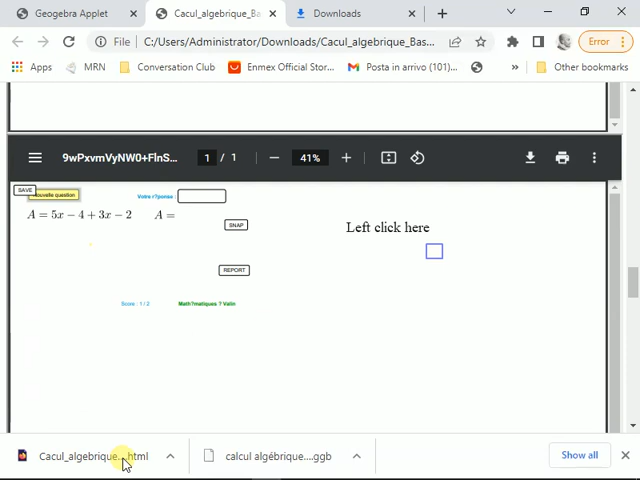 Geogebra Applet
Cacul_algebrique_Ba
Downloads
File
C:/Users/Administrator/Downloads/Cacul_algebrique_Bas...
Error
Apps
MRN
Conversation Club
Enmex Official Stor...
Posta in arrivo (101)...
»
Other bookmarks
9wPxvmVyNW0+FlnS...
1 / 1
41%
SAVE
Nouvelle question
Votre r?ponse :
A = 5x − 4 + 3x − 2 A =
SNAP
Left click here
REPORT
Score : 1 / 2
Math?matiques ? Valin
Cacul_algebrique....html
calcul algébrique....ggb
Show all